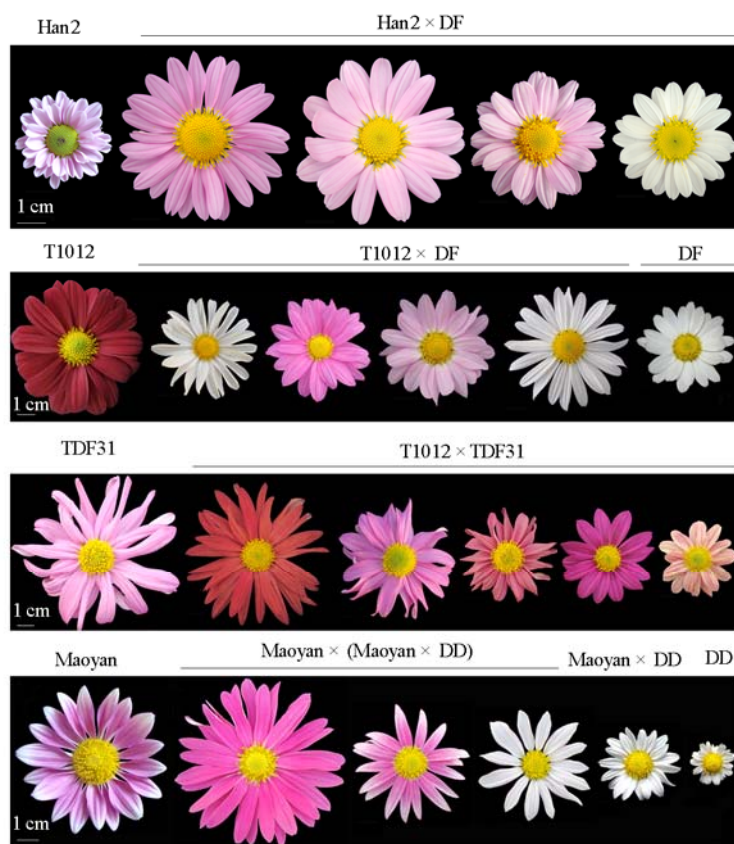 Han2 Han2 × DF
1 cm
T1012 T1012 × DF DF
1 cm
TDF31 T1012 × TDF31
1 cm
Maoyan Maoyan × (Maoyan × DD) Maoyan × DD DD
1 cm